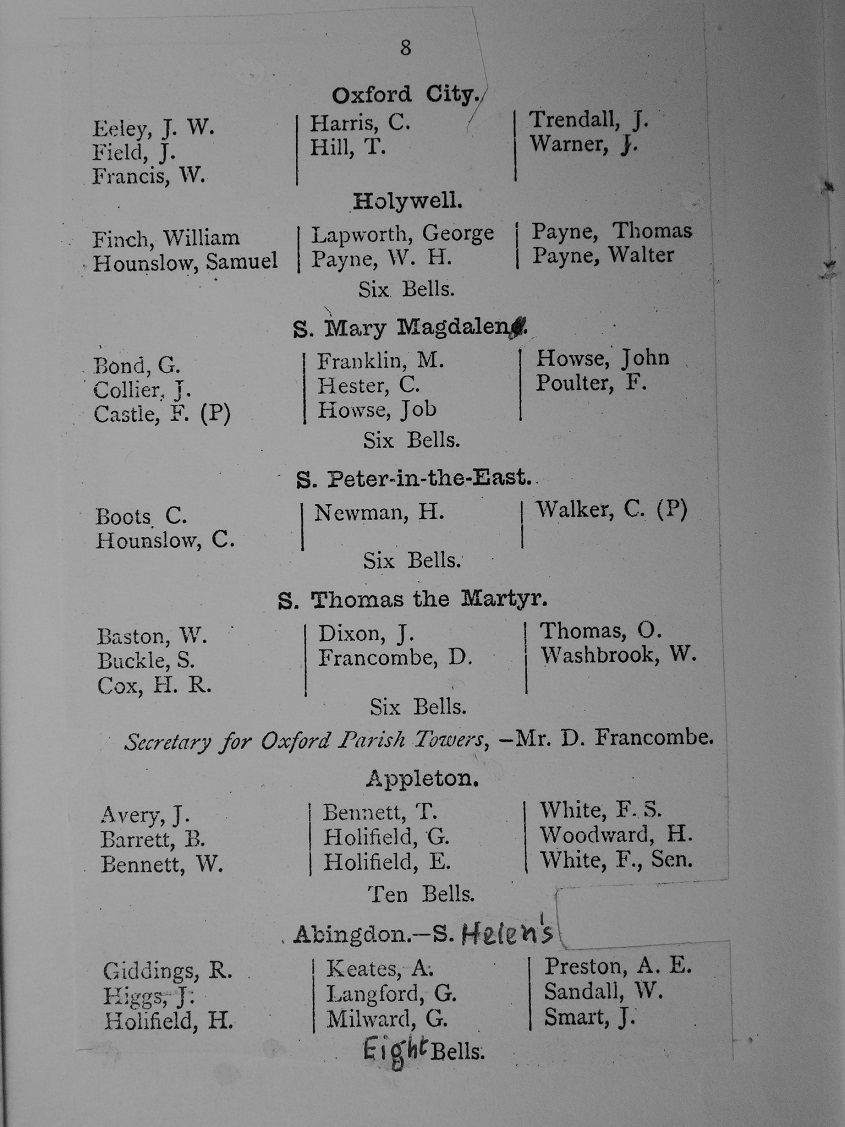 8
Oxford City.
Eeley, J. W. | Harris, C. | Trendall, J.
Field, J. | Hill, T. | Warner, J.
Francis, W.
Holywell.
Finch, William | Lapworth, George | Payne, Thomas
Hounslow, Samuel | Payne, W. H. | Payne, Walter
Six Bells.
S. Mary Magdalen.
Bond, G. | Franklin, M. | Howse, John
Collier, J. | Hester, C. | Poulter, F.
Castle, F. (P) | Howse, Job
Six Bells.
S. Peter-in-the-East.
Boots C. | Newman, H. | Walker, C. (P)
Hounslow, C.
Six Bells.
S. Thomas the Martyr.
Baston, W. | Dixon, J. | Thomas, O.
Buckle, S. | Francombe, D. | Washbrook, W.
Cox, H. R.
Six Bells.
Secretary for Oxford Parish Towers, —Mr. D. Francombe.
Appleton.
Avery, J. | Bennett, T. | White, F. S.
Barrett, B. | Holifield, G. | Woodward, H.
Bennett, W. | Holifield, E. | White, F., Sen.
Ten Bells.
Abingdon.—S. Helen's
Giddings, R. | Keates, A. | Preston, A. E.
Higgs, J. | Langford, G. | Sandall, W.
Holifield, H. | Milward, G. | Smart, J.
Eight Bells.